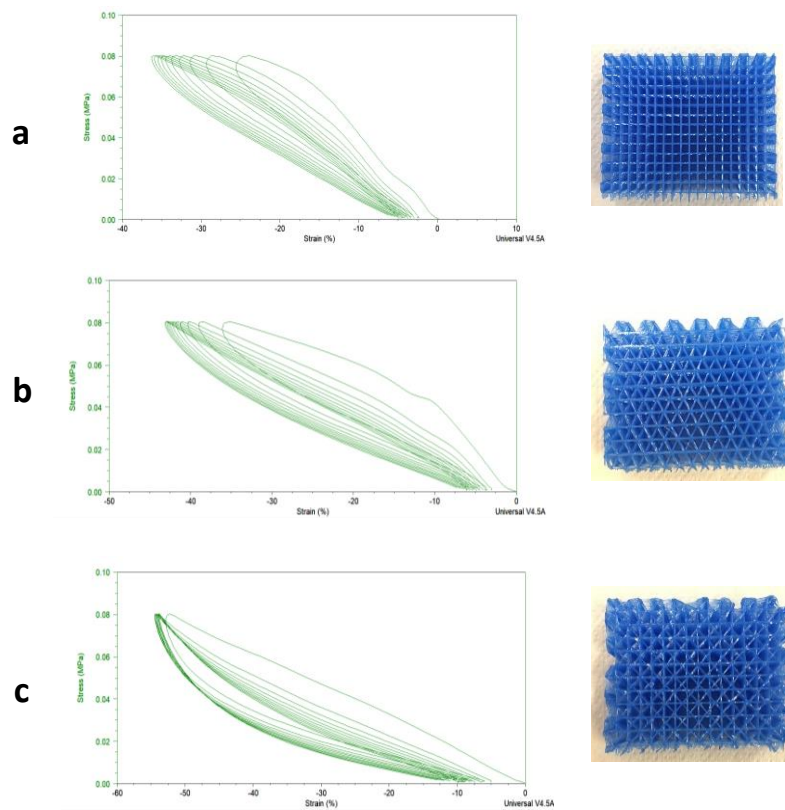 a
Stress (MPa)
0.10
0.08
0.06
0.04
0.02
0.00
-40 -30 -20 -10 0 10
Strain (%) Universal V4.5A
b
Stress (MPa)
0.10
0.08
0.06
0.04
0.02
0.00
-50 -40 -30 -20 -10 0
Strain (%) Universal V4.5A
c
Stress (MPa)
0.10
0.08
0.06
0.04
0.02
0.00
-60 -50 -40 -30 -20 -10 0
Strain (%) Universal V4.5A